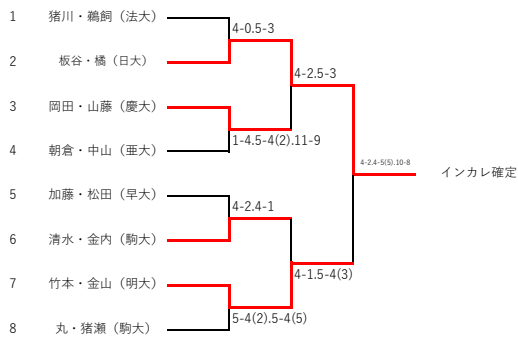 1 猪川・鵜飼（法大）
4-0.5-3
2 板谷・橘（日大）
4-2.5-3
3 岡田・山藤（慶大）
1-4.5-4(2).11-9
4 朝倉・中山（亜大）
4-2.4-5(5).10-8
インカレ確定
5 加藤・松田（早大）
4-2.4-1
6 清水・金内（駒大）
4-1.5-4(3)
7 竹本・金山（明大）
5-4(2).5-4(5)
8 丸・猪瀬（駒大）